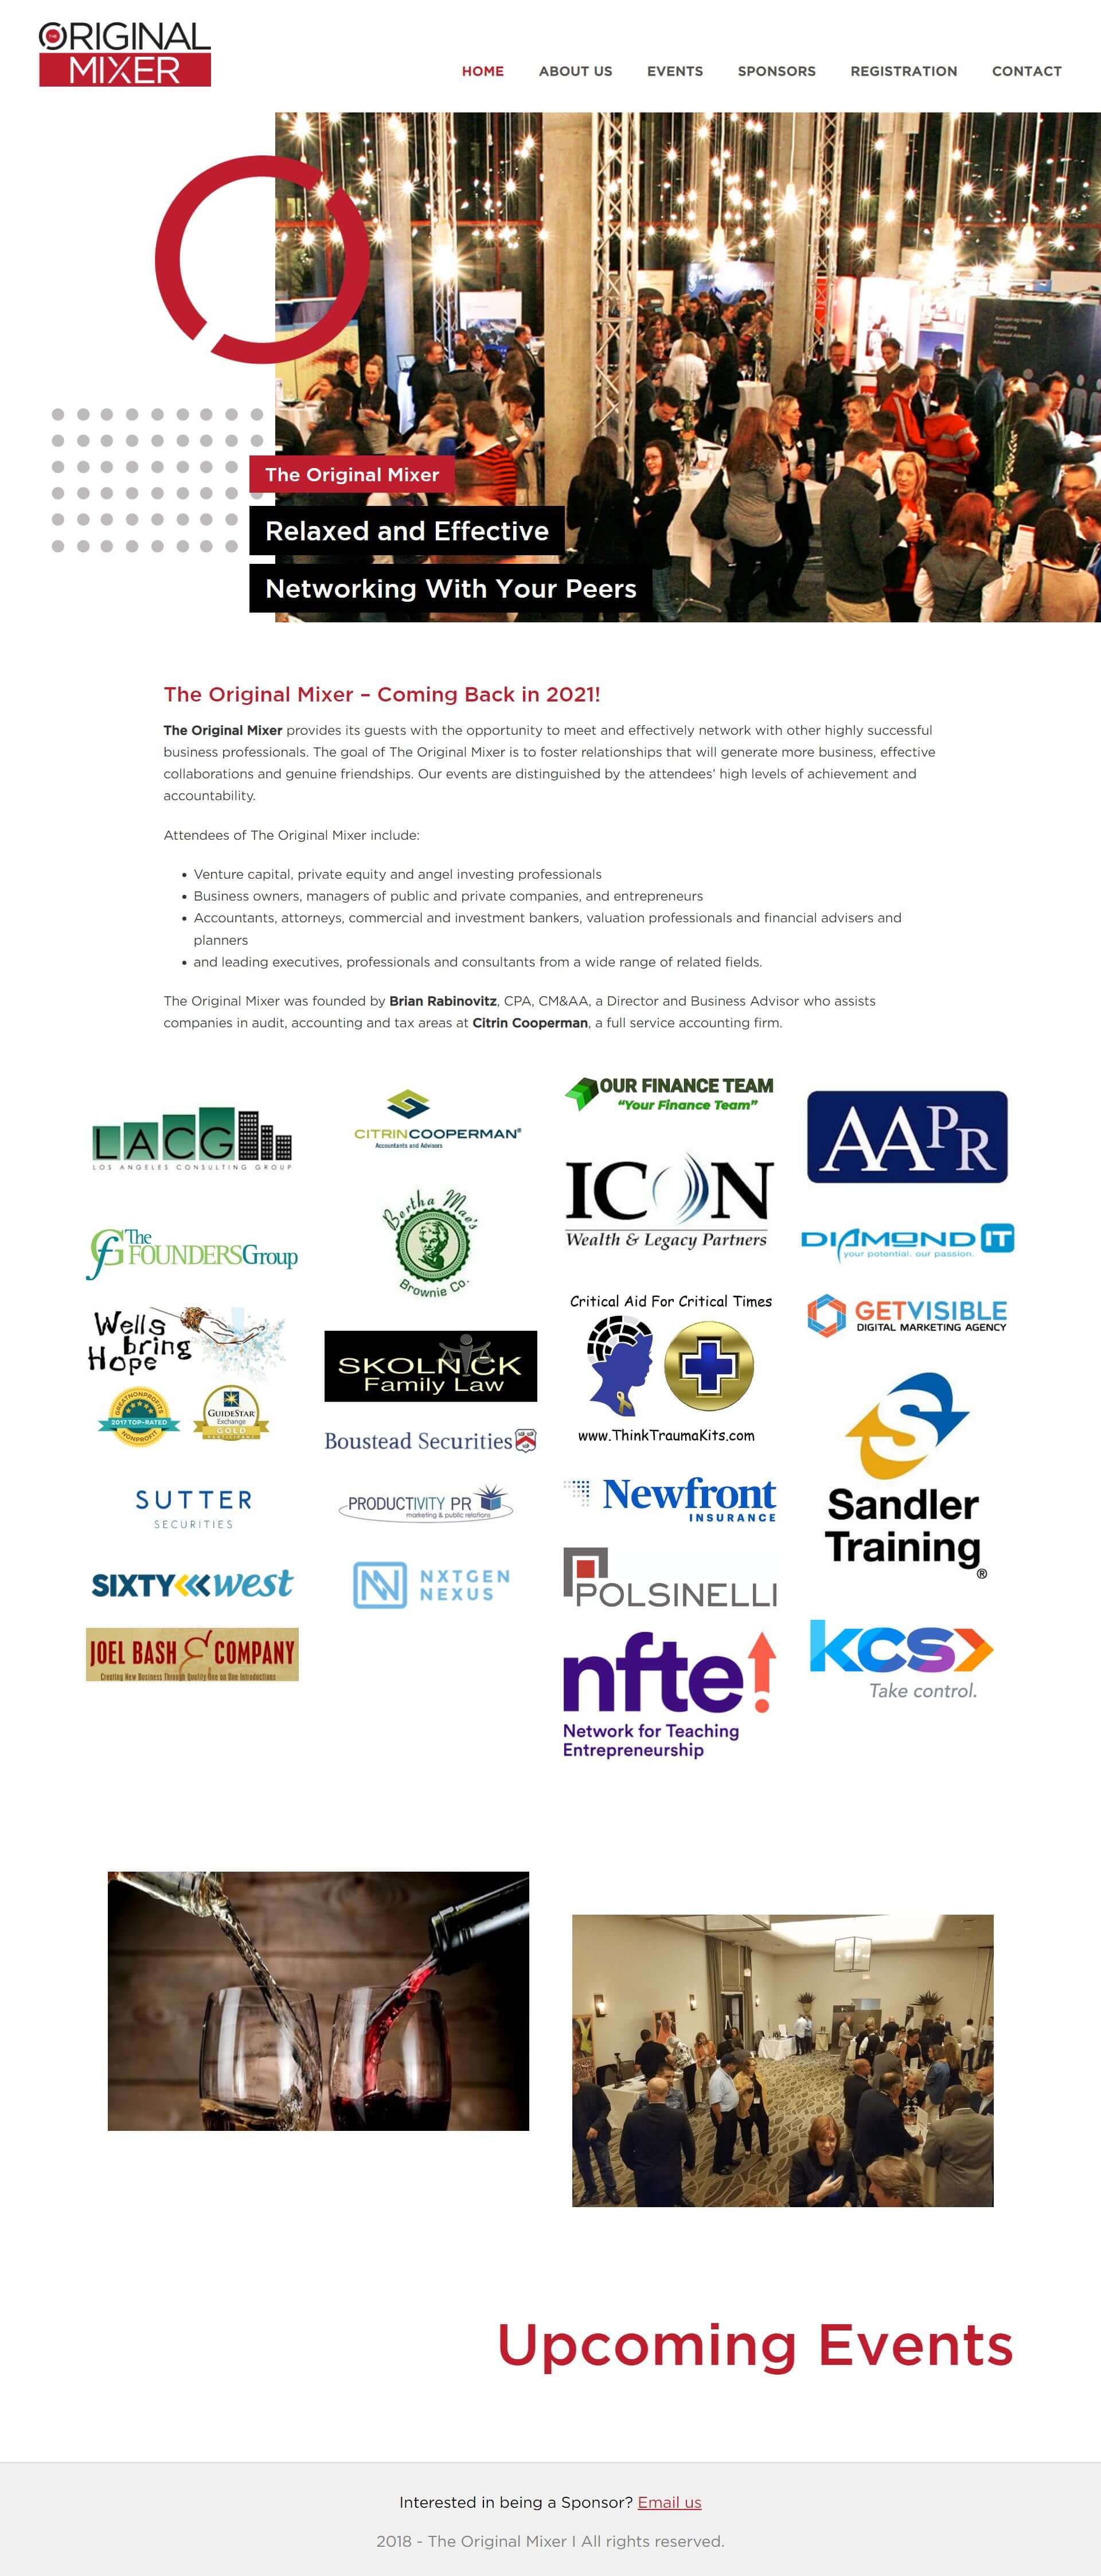 THE
ORIGINAL
MIXER
HOME
ABOUT US
EVENTS
SPONSORS
REGISTRATION
CONTACT
The Original Mixer
Relaxed and Effective
Networking With Your Peers
The Original Mixer – Coming Back in 2021!
The Original Mixer provides its guests with the opportunity to meet and effectively network with other highly successful
business professionals. The goal of The Original Mixer is to foster relationships that will generate more business, effective
collaborations and genuine friendships. Our events are distinguished by the attendees' high levels of achievement and
accountability.
Attendees of The Original Mixer include:
• Venture capital, private equity and angel investing professionals
• Business owners, managers of public and private companies, and entrepreneurs
• Accountants, attorneys, commercial and investment bankers, valuation professionals and financial advisers and
planners
• and leading executives, professionals and consultants from a wide range of related fields.
The Original Mixer was founded by Brian Rabinovitz, CPA, CM&AA, a Director and Business Advisor who assists
companies in audit, accounting and tax areas at Citrin Cooperman, a full service accounting firm.
LACG
LOS ANGELES CONSULTING GROUP
The
FOUNDERSGroup
Wells
bring
Hope
GREATNONPROFITS
2017 TOP-RATED
NONPROFIT
GUIDESTAR
Exchange
GOLD
SUTTER
SECURITIES
SIXTY west
JOEL BASH & COMPANY
Creating New Business Through Quality One on One Introductions
CITRINCOOPERMAN®
Accountants and Advisors
Bertha Mae's
Brownie Co.
SKOLNICK
Family Law
Boustead Securities
PRODUCTIVITY PR
marketing & public relations
NXTGEN
NEXUS
OUR FINANCE TEAM
"Your Finance Team"
ICON
Wealth & Legacy Partners
Critical Aid For Critical Times
www.ThinkTraumaKits.com
Newfront
INSURANCE
POLSINELLI
nfte!
Network for Teaching
Entrepreneurship
AAPR
DIAMOND IT
your potential. our passion.
GETVISIBLE
DIGITAL MARKETING AGENCY
S
Sandler
Training®
kcs
Take control.
Upcoming Events
Interested in being a Sponsor? Email us
2018 - The Original Mixer I All rights reserved.